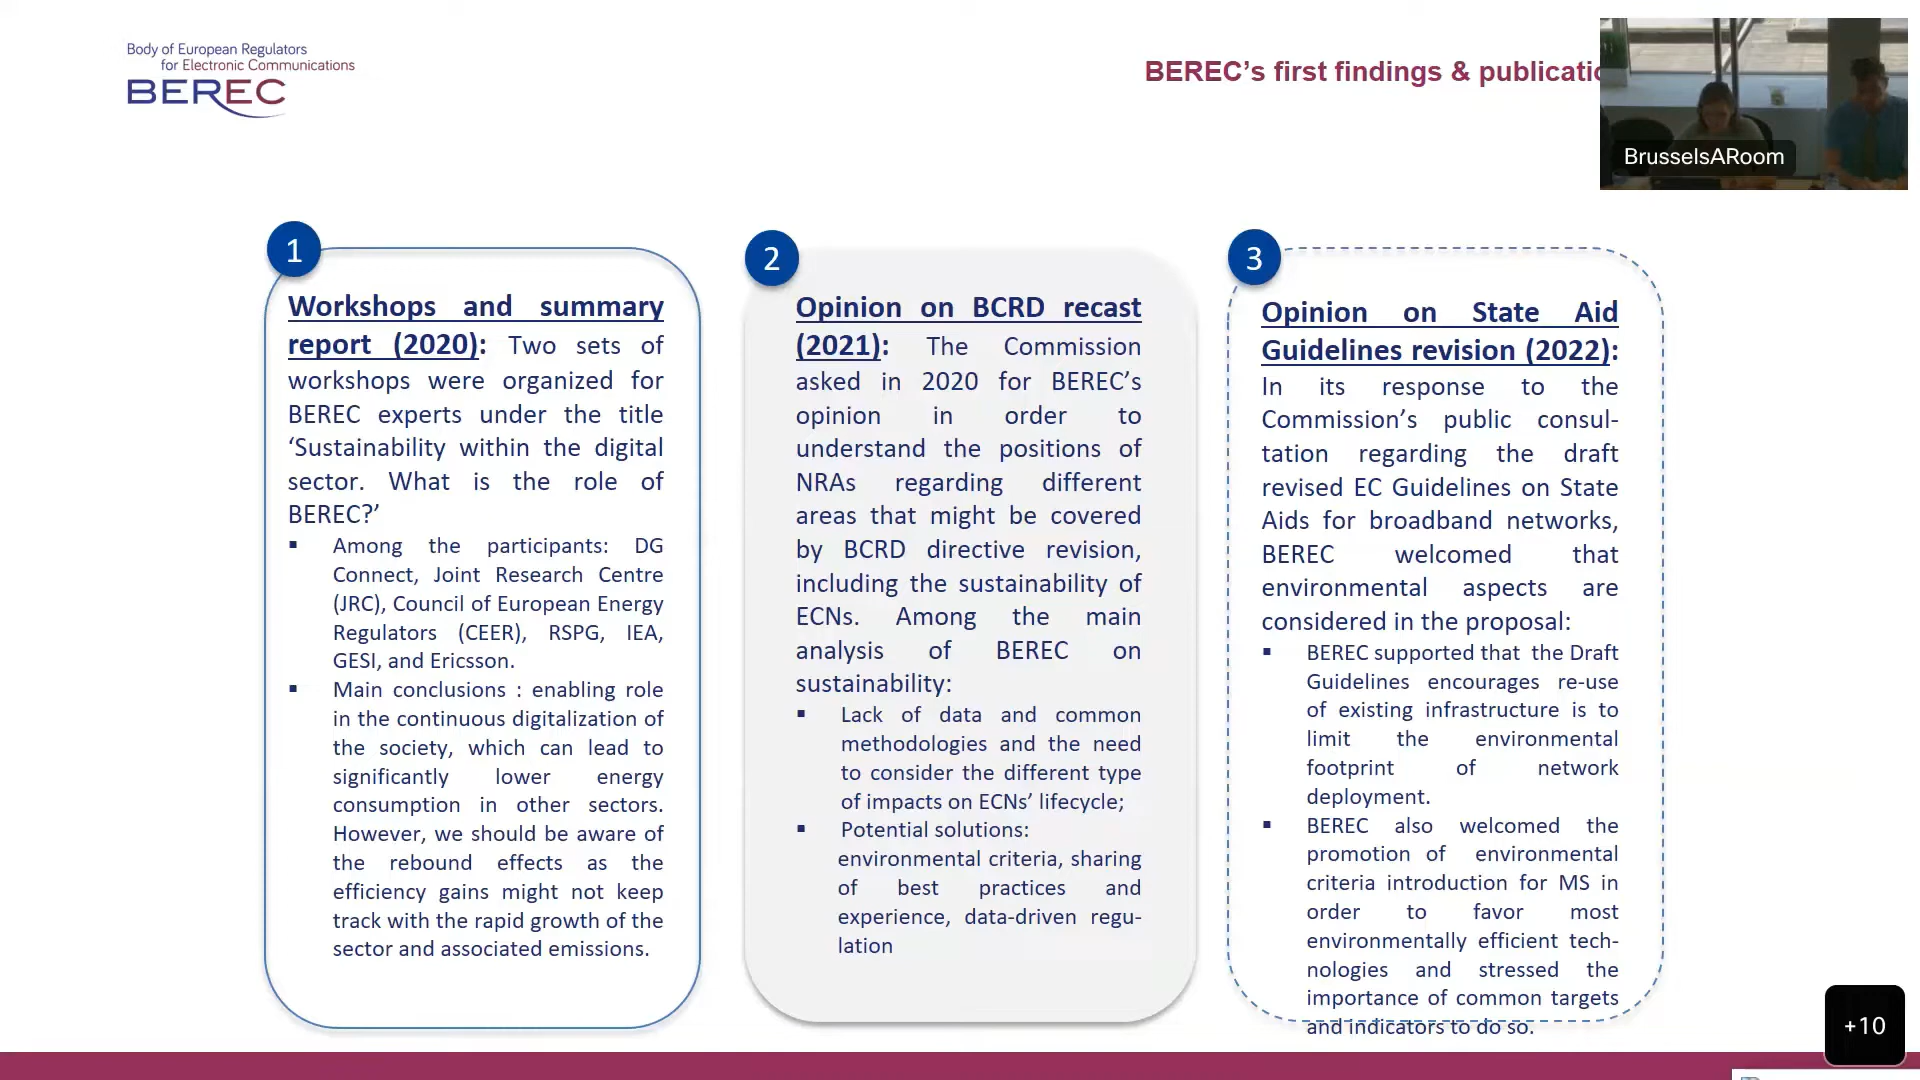 Body of European Regulators
for Electronic Communications
BEREC
BEREC’s first findings &
BrusselsARoom
1
Workshops and summary
report (2020): Two sets of
workshops were organized for
BEREC experts under the title
‘Sustainability within the digital
sector. What is the role of
BEREC?’
▪ Among the participants: DG
Connect, Joint Research Centre
(JRC), Council of European Energy
Regulators (CEER), RSPG, IEA,
GESI, and Ericsson.
▪ Main conclusions : enabling role
in the continuous digitalization of
the society, which can lead to
significantly lower energy
consumption in other sectors.
However, we should be aware of
the rebound effects as the
efficiency gains might not keep
track with the rapid growth of the
sector and associated emissions.
2
Opinion on BCRD recast
(2021): The Commission
asked in 2020 for BEREC’s
opinion in order to
understand the positions of
NRAs regarding different
areas that might be covered
by BCRD directive revision,
including the sustainability of
ECNs. Among the main
analysis of BEREC on
sustainability:
▪ Lack of data and common
methodologies and the need
to consider the different type
of impacts on ECNs’ lifecycle;
▪ Potential solutions:
environmental criteria, sharing
of best practices and
experience, data-driven regu-
lation
3
Opinion on State Aid
Guidelines revision (2022):
In its response to the
Commission’s public consul-
tation regarding the draft
revised EC Guidelines on State
Aids for broadband networks,
BEREC welcomed that
environmental aspects are
considered in the proposal:
▪ BEREC supported that the Draft
Guidelines encourages re-use
of existing infrastructure is to
limit the environmental
footprint of network
deployment.
▪ BEREC also welcomed the
promotion of environmental
criteria introduction for MS in
order to favor most
environmentally efficient tech-
nologies and stressed the
importance of common targets
and indicators to do so.
+10